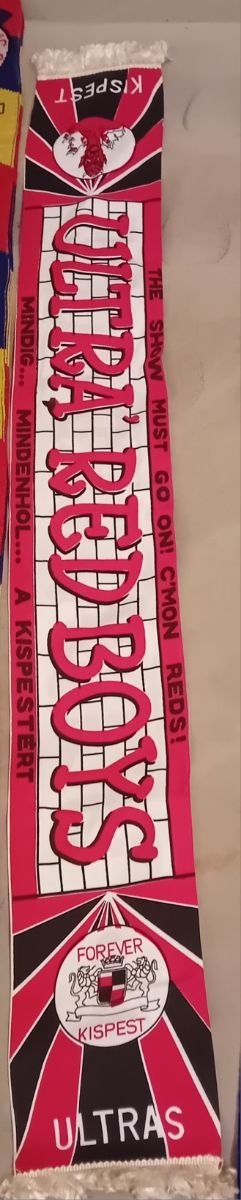 KISPEST
THE SHOW MUST GO ON! C'MON REDS!
ULTRA' RED BOYS
MINDIG... MINDENHOL... A KISPESTÉRT
FOREVER
KISPEST
ULTRAS